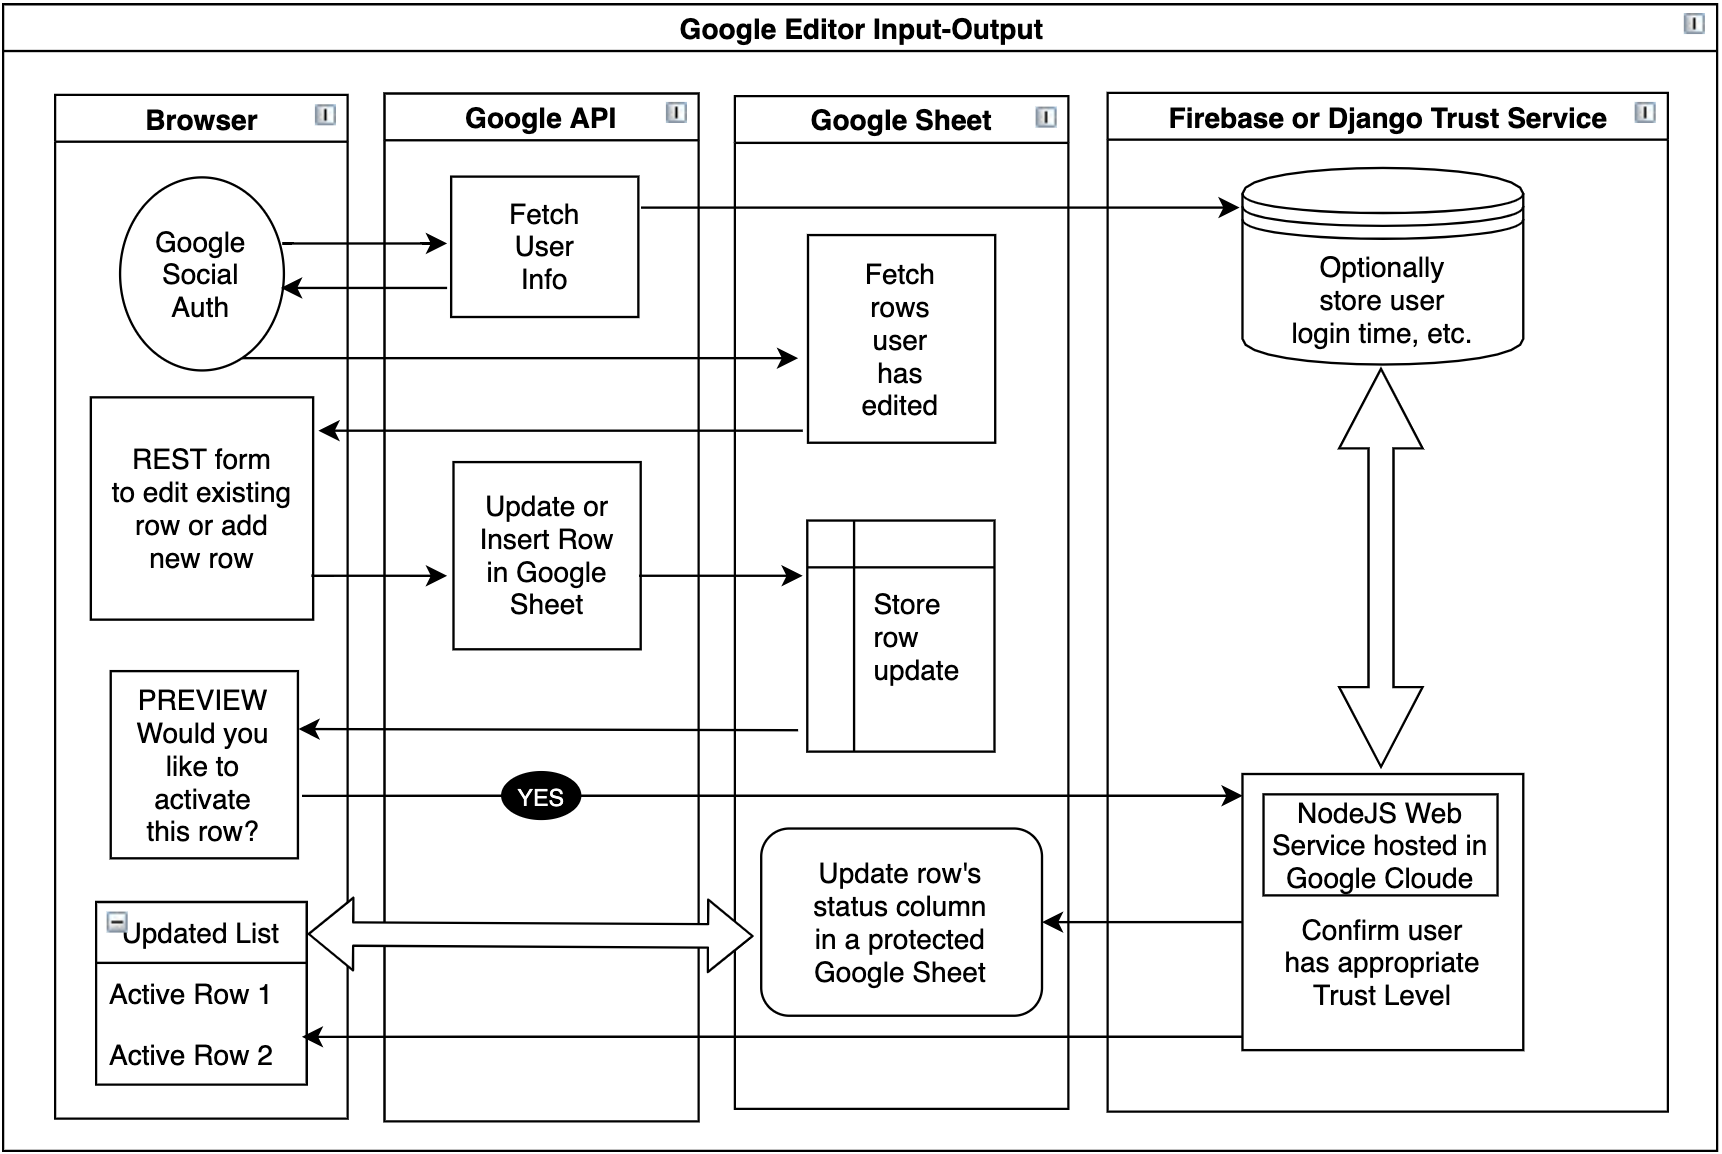 Google Editor Input-Output
Browser
Google API
Google Sheet
Firebase or Django Trust Service
Google
Social
Auth
Fetch
User
Info
Fetch
rows
user
has
edited
Optionally
store user
login time, etc.
REST form
to edit existing
row or add
new row
Update or
Insert Row
in Google
Sheet
Store
row
update
PREVIEW
Would you
like to
activate
this row?
YES
NodeJS Web
Service hosted in
Google Cloude
Confirm user
has appropriate
Trust Level
Update row's
status column
in a protected
Google Sheet
Updated List
Active Row 1
Active Row 2